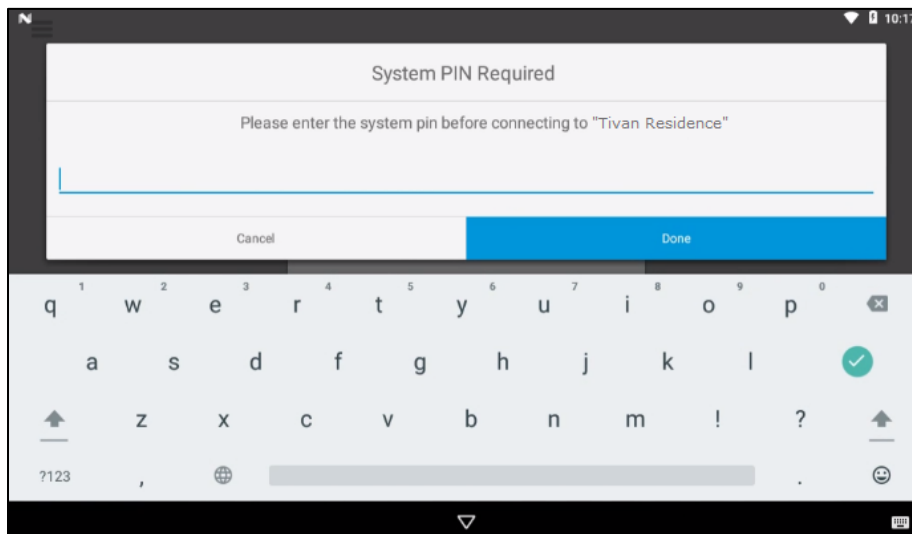 N 10:17
System PIN Required
Please enter the system pin before connecting to "Tivan Residence"
Cancel Done
1 2 3 4 5 6 7 8 9 0
q w e r t y u i o p
a s d f g h j k l
z x c v b n m ! ?
?123 , .